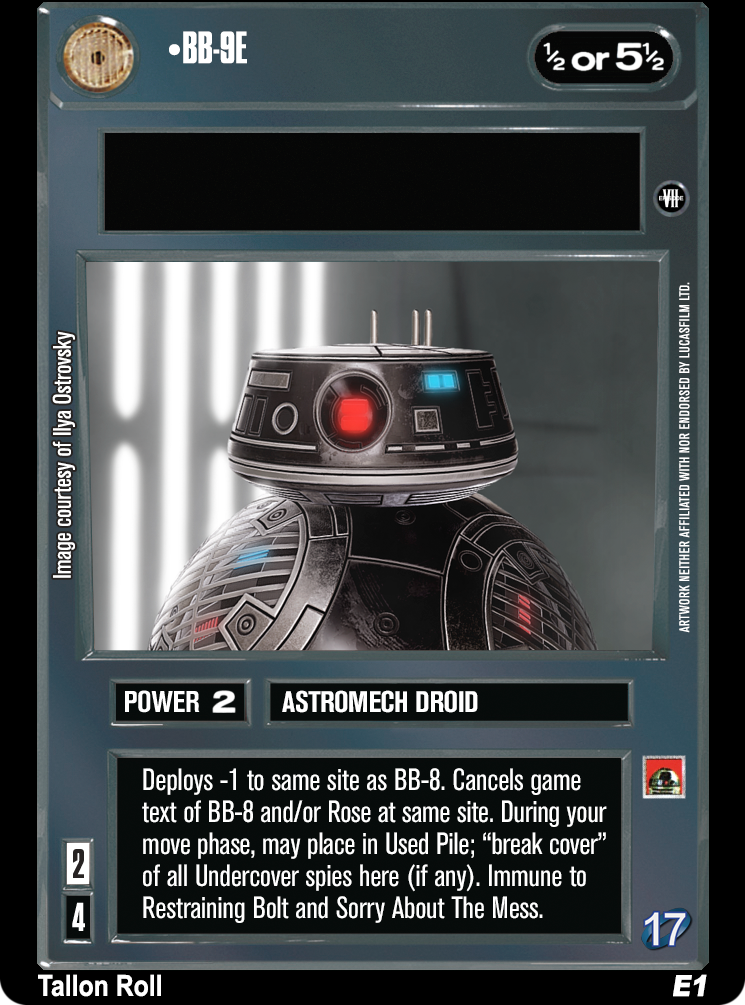 •BB-9E
½ or 5½
EPISODE VII
Image courtesy of Ilya Ostrovsky
ARTWORK NEITHER AFFILIATED WITH NOR ENDORSED BY LUCASFILM LTD.
POWER 2
ASTROMECH DROID
Deploys -1 to same site as BB-8. Cancels game
text of BB-8 and/or Rose at same site. During your
move phase, may place in Used Pile; “break cover”
of all Undercover spies here (if any). Immune to
Restraining Bolt and Sorry About The Mess.
2
4
17
Tallon Roll
E1